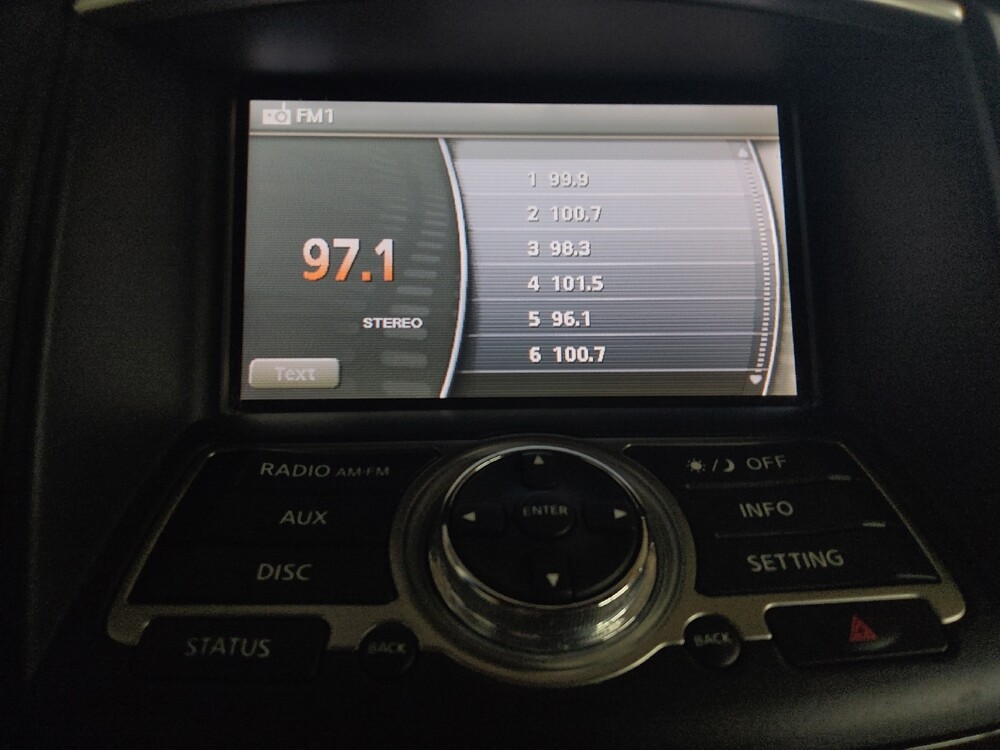 FM1
97.1
STEREO
Text
1 99.9
2 100.7
3 98.3
4 101.5
5 96.1
6 100.7
RADIO AM·FM
AUX
DISC
STATUS
BACK
ENTER
OFF
INFO
SETTING
BACK